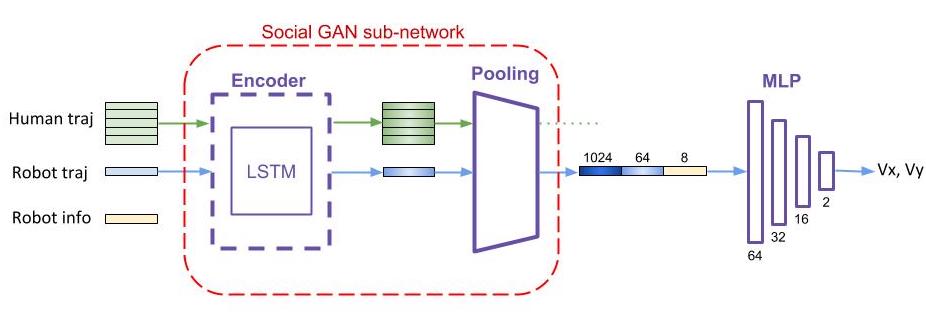 Social GAN sub-network
Encoder
Pooling
MLP
Human traj
Robot traj
LSTM
1024 64 8
Vx, Vy
Robot info
2
16
32
64